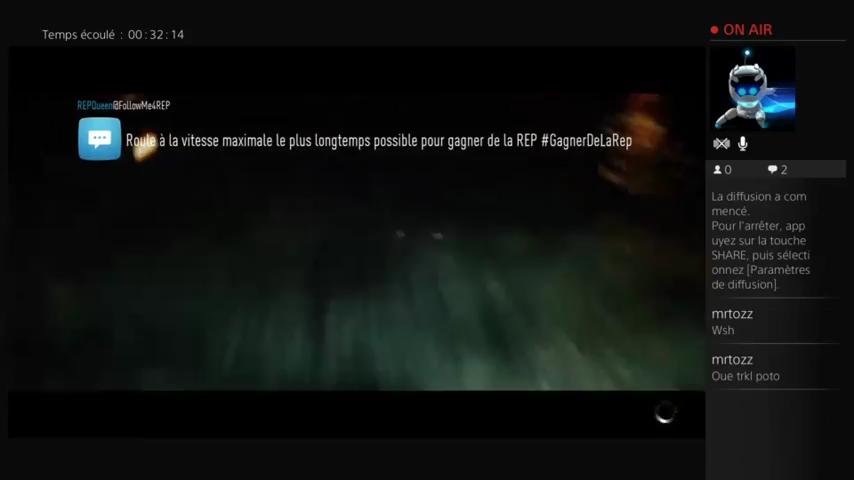 Temps écoulé : 00:32:14
ON AIR
REPQueen@FollowMe4REP
Roule à la vitesse maximale le plus longtemps possible pour gagner de la REP #GagnerDeLaRep
0 2
La diffusion a com
mencé.
Pour l'arrêter, app
uyez sur la touche
SHARE, puis sélecti
onnez [Paramètres
de diffusion].
mrtozz
Wsh
mrtozz
Oue trkl poto